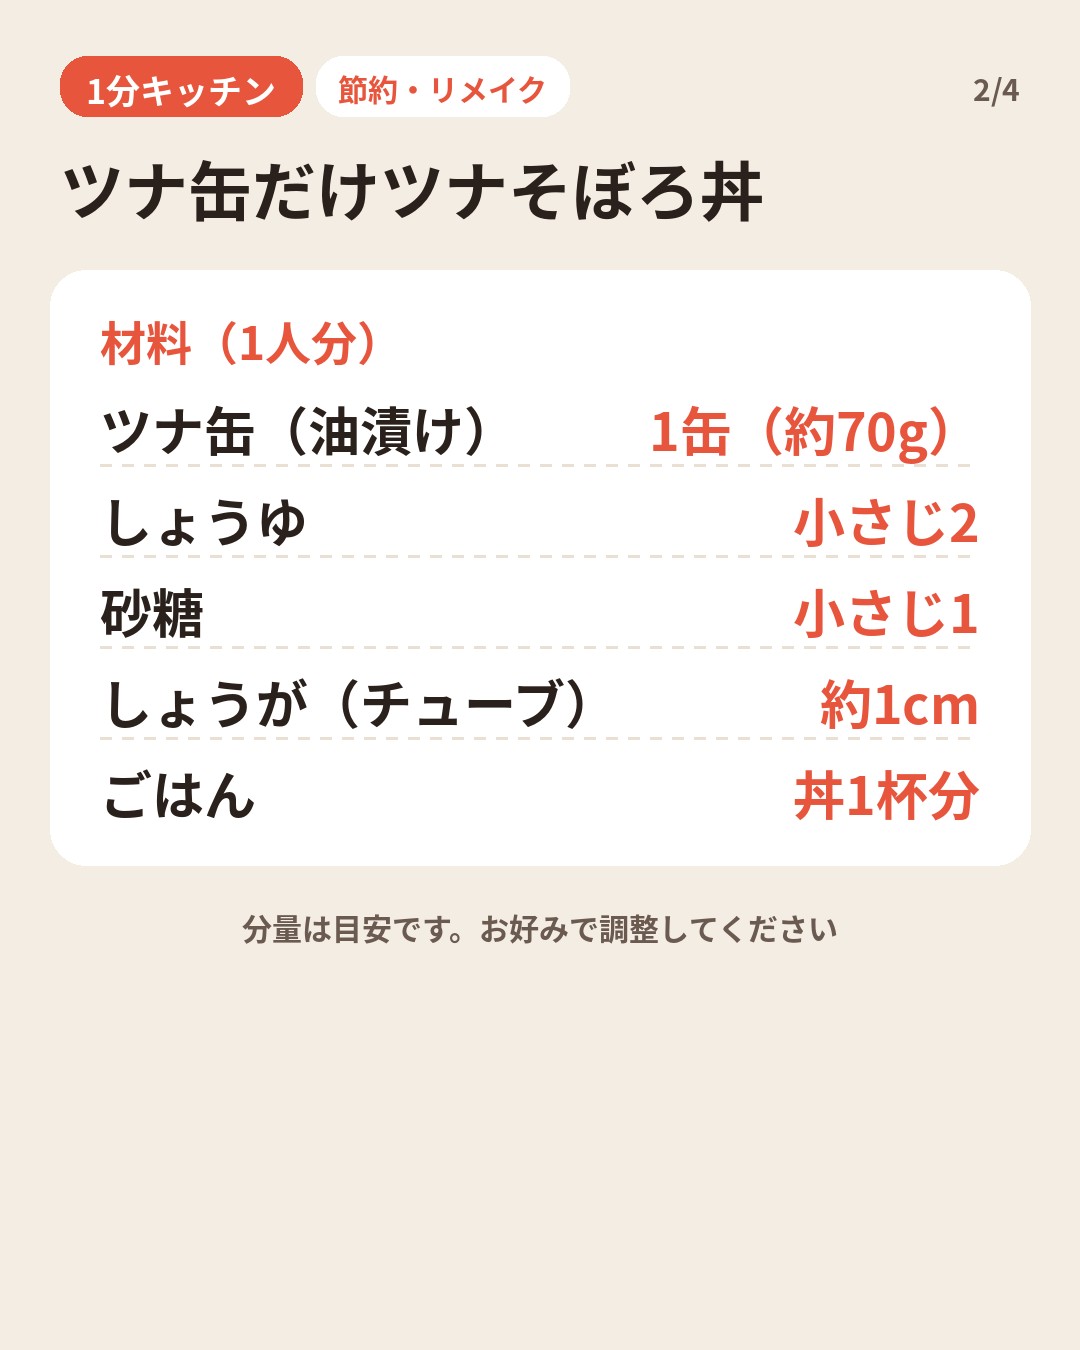 1分キッチン 節約・リメイク 2/4
ツナ缶だけツナそぼろ丼
材料（1人分）
ツナ缶（油漬け） 1缶（約70g）
しょうゆ 小さじ2
砂糖 小さじ1
しょうが（チューブ） 約1cm
ごはん 丼1杯分
分量は目安です。お好みで調整してください